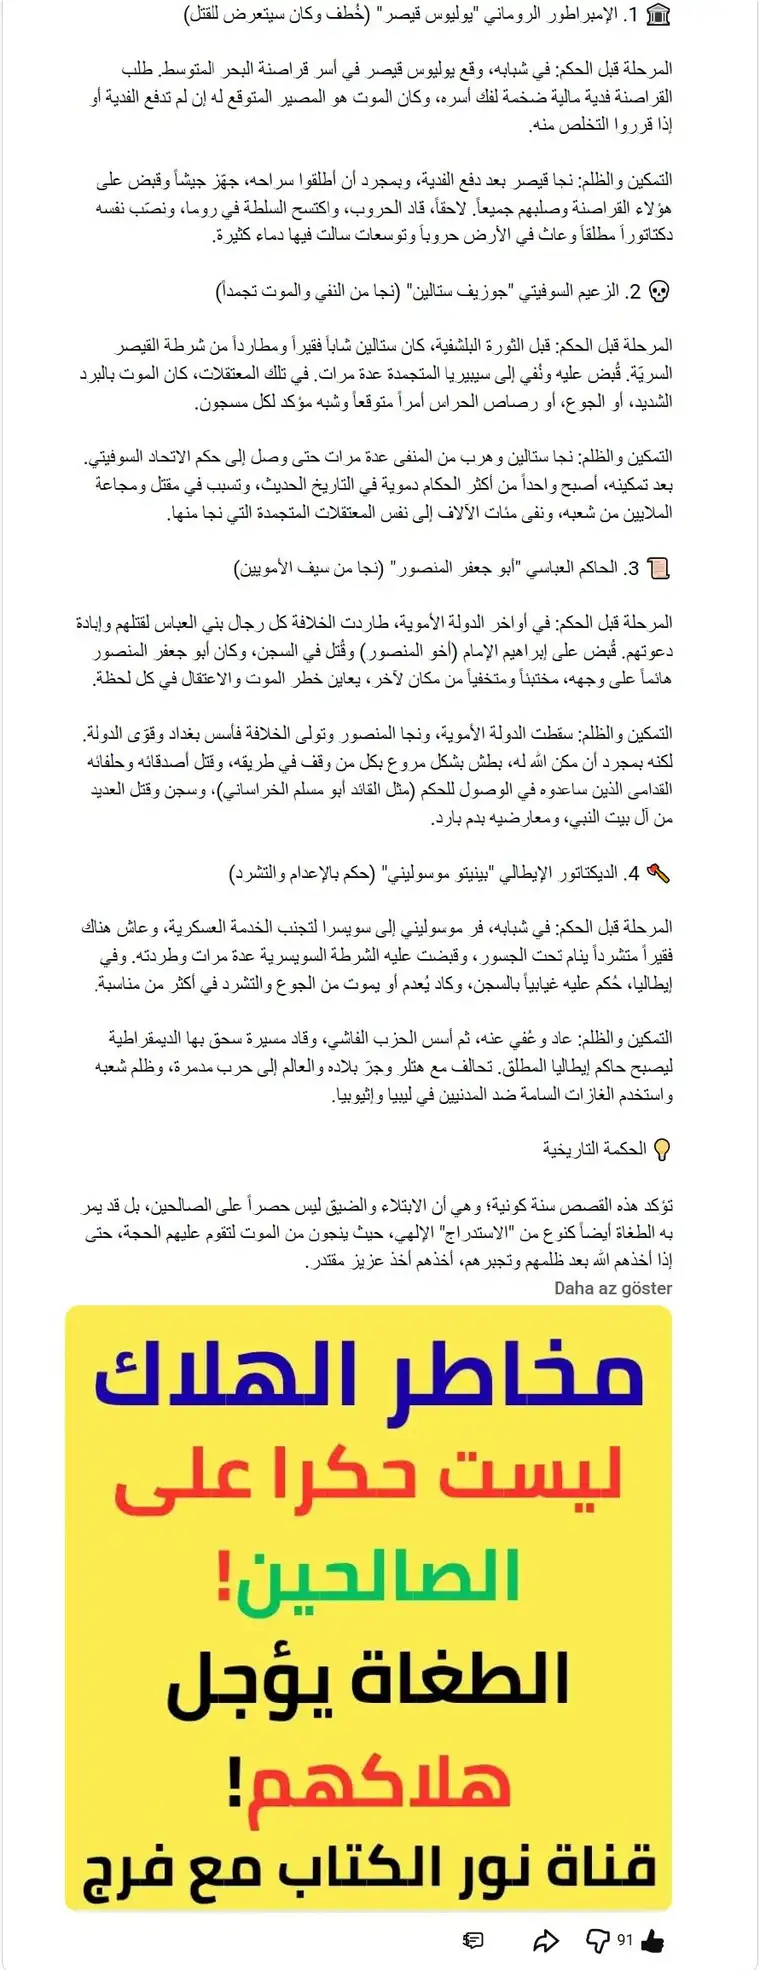 🏛️ 1. الإمبراطور الروماني "يوليوس قيصر" (خُطف وكان سيتعرض للقتل)
المرحلة قبل الحكم: في شبابه، وقع يوليوس قيصر في أسر قراصنة البحر المتوسط. طلب
القراصنة فدية مالية ضخمة لفك أسره، وكان الموت هو المصير المتوقع له إن لم تدفع الفدية أو
إذا قرروا التخلص منه.
التمكين والظلم: نجا قيصر بعد دفع الفدية، وبمجرد أن أطلقوا سراحه، جهّز جيشاً وقبض على
هؤلاء القراصنة وصلبهم جميعاً. لاحقاً، قاد الحروب، واكتسح السلطة في روما، ونصّب نفسه
دكتاتوراً مطلقاً وعاث في الأرض حروباً وتوسعات سالت فيها دماء كثيرة.
💀 2. الزعيم السوفيتي "جوزيف ستالين" (نجا من النفي والموت تجمداً)
المرحلة قبل الحكم: قبل الثورة البلشفية، كان ستالين شاباً فقيراً ومطارداً من شرطة القيصر
السريّة. قُبض عليه ونُفي إلى سيبيريا المتجمدة عدة مرات. في تلك المعتقلات، كان الموت بالبرد
الشديد، أو الجوع، أو رصاص الحراس أمراً متوقعاً وشبه مؤكد لكل مسجون.
التمكين والظلم: نجا ستالين وهرب من المنفى عدة مرات حتى وصل إلى حكم الاتحاد السوفيتي.
بعد تمكينه، أصبح واحداً من أكثر الحكام دموية في التاريخ الحديث، وتسبب في مقتل ومجاعة
الملايين من شعبه، ونفى مئات الآلاف إلى نفس المعتقلات المتجمدة التي نجا منها.
📜 3. الحاكم العباسي "أبو جعفر المنصور" (نجا من سيف الأمويين)
المرحلة قبل الحكم: في أواخر الدولة الأموية، طاردت الخلافة كل رجال بني العباس لقتلهم وإبادة
دعوتهم. قُبض على إبراهيم الإمام (أخو المنصور) وقُتل في السجن، وكان أبو جعفر المنصور
هائماً على وجهه، مختبئاً ومتخفياً من مكان لآخر، يعاين خطر الموت والاعتقال في كل لحظة.
التمكين والظلم: سقطت الدولة الأموية، ونجا المنصور وتولى الخلافة فأسس بغداد وقوّى الدولة.
لكنه بمجرد أن مكن الله له، بطش بشكل مروع بكل من وقف في طريقه، وقتل أصدقائه وحلفائه
القدامى الذين ساعدوه في الوصول للحكم (مثل القائد أبو مسلم الخراساني)، وسجن وقتل العديد
من آل بيت النبي، ومعارضيه بدم بارد.
🪓 4. الديكتاتور الإيطالي "بينيتو موسوليني" (حكم بالإعدام والتشرد)
المرحلة قبل الحكم: في شبابه، فر موسوليني إلى سويسرا لتجنب الخدمة العسكرية، وعاش هناك
فقيراً متشرداً ينام تحت الجسور، وقبضت عليه الشرطة السويسرية عدة مرات وطردته. وفي
إيطاليا، حُكم عليه غيابياً بالسجن، وكاد يُعدم أو يموت من الجوع والتشرد في أكثر من مناسبة.
التمكين والظلم: عاد وعُفي عنه، ثم أسس الحزب الفاشي، وقاد مسيرة سحق بها الديمقراطية
ليصبح حاكم إيطاليا المطلق. تحالف مع هتلر وجرّ بلاده والعالم إلى حرب مدمرة، وظلم شعبه
واستخدم الغازات السامة ضد المدنيين في ليبيا وإثيوبيا.
💡 الحكمة التاريخية
تؤكد هذه القصص سنة كونية؛ وهي أن الابتلاء والضيق ليس حصراً على الصالحين، بل قد يمر
به الطغاة أيضاً كنوع من "الاستدراج" الإلهي، حيث ينجون من الموت لتقوم عليهم الحجة، حتى
إذا أخذهم الله بعد ظلمهم وتجبرهم، أخذهم أخذ عزيز مقتدر.
Daha az göster
مخاطر الهلاك
ليست حكرا على
الصالحين!
الطغاة يؤجل
هلاكهم!
قناة نور الكتاب مع فرج
91
5